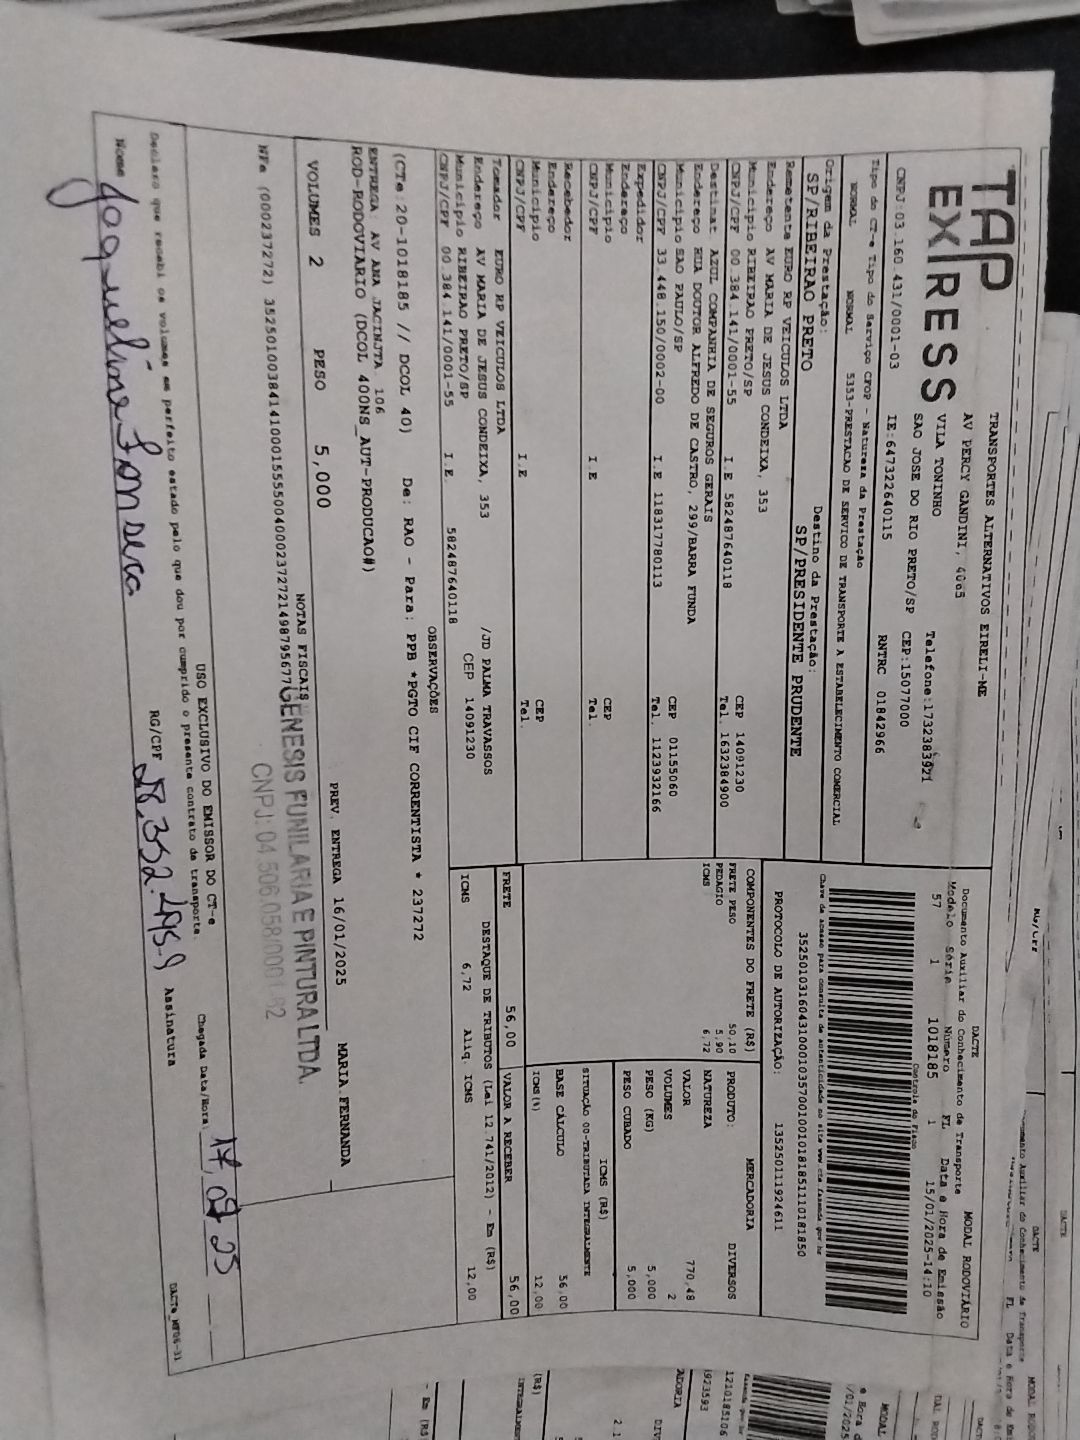 TAP
EXPRESS
TRANSPORTES ALTERNATIVOS EIRELI-ME
AV PERCY GANDINI, 4065
VILA TONINHO Telefone:1732383921
SAO JOSE DO RIO PRETO/SP CEP:15077000
CNPJ:03.160.431/0001-03 IE:647322640115 RNTRC 01842966
DACTE MODAL RODOVIÁRIO
Documento Auxiliar do Conhecimento de Transporte
Modelo Série Número FL Data e Hora de Emissão
57 1 1018185 1 15/01/2025-14:10
Controle do Fisco
Tipo do CT-e Tipo do Serviço CFOP - Natureza da Prestação
NORMAL NORMAL 5353-PRESTACAO DE SERVICO DE TRANSPORTE A ESTABELECIMENTO COMERCIAL
Chave de acesso para consulta de autenticidade no site www.cte.fazenda.gov.br
Origem da Prestação: Destino da Prestação:
SP/RIBEIRAO PRETO SP/PRESIDENTE PRUDENTE
PROTOCOLO DE AUTORIZAÇÃO: 135250111924611
Remetente EURO RP VEICULOS LTDA
Endereço AV MARIA DE JESUS CONDEIXA, 353
Município RIBEIRAO PRETO/SP CEP 14091230
CNPJ/CPF 00.384.141/0001-55 I.E 582487640118 Tel. 1632384900
Destinat AZUL COMPANHIA DE SEGUROS GERAIS
Endereço RUA DOUTOR ALFREDO DE CASTRO, 299/BARRA FUNDA
Município SAO PAULO/SP CEP 01155060
CNPJ/CPF 33.448.150/0002-00 I.E 118317780113 Tel. 1123932166
Expedidor
Endereço
Município CEP
CNPJ/CPF I.E Tel.
Recebedor
Endereço
Município CEP
CNPJ/CPF I.E Tel.
Tomador EURO RP VEICULOS LTDA
Endereço AV MARIA DE JESUS CONDEIXA, 353 /JD PALMA TRAVASSOS
Município RIBEIRAO PRETO/SP CEP 14091230
CNPJ/CPF 00.384.141/0001-55 I.E. 582487640118
COMPONENTES DO FRETE (R$)
FRETE PESO 50,10
PEDAGIO 5,90
ICMS 6,72
PRODUTO: MERCADORIA
NATUREZA DIVERSOS
VALOR 770,48
VOLUMES 2
PESO (KG) 5,000
PESO CUBADO 5,000
ICMS (R$)
SITUAÇÃO 00-TRIBUTADA INTEGRALMENTE
BASE CÁLCULO 56,00
ICMS(%) 12,00
FRETE 56,00 VALOR A RECEBER 56,00
DESTAQUE DE TRIBUTOS (Lei 12.741/2012) - Em (R$)
ICMS 6,72 Aliq. ICMS 12,00
OBSERVAÇÕES
(CTe:20-1018185 // DCOL 40) De: RAO - Para: PPB *PGTO CIF CORRENTISTA * 237272
ENTREGA: AV ANA JACINJTA 106
ROD-RODOVIARIO (DCOL 400NS_AUT-PRODUCAO#)
VOLUMES 2 PESO 5,000 PREV. ENTREGA 16/01/2025 MARIA FERNANDA
NOTAS FISCAIS
GENESIS FUNILARIA E PINTURA LTDA.
CNPJ: 04.506.058/0001-82
USO EXCLUSIVO DO EMISSOR DO CT-e
Declaro que recebi os volumes em perfeito estado pelo que dou por cumprido o presente contrato de transporte. Chegada Data/Hora:
Nome Joqueline Fonseca RG/CPF Assinatura
DACTe_MF06-31